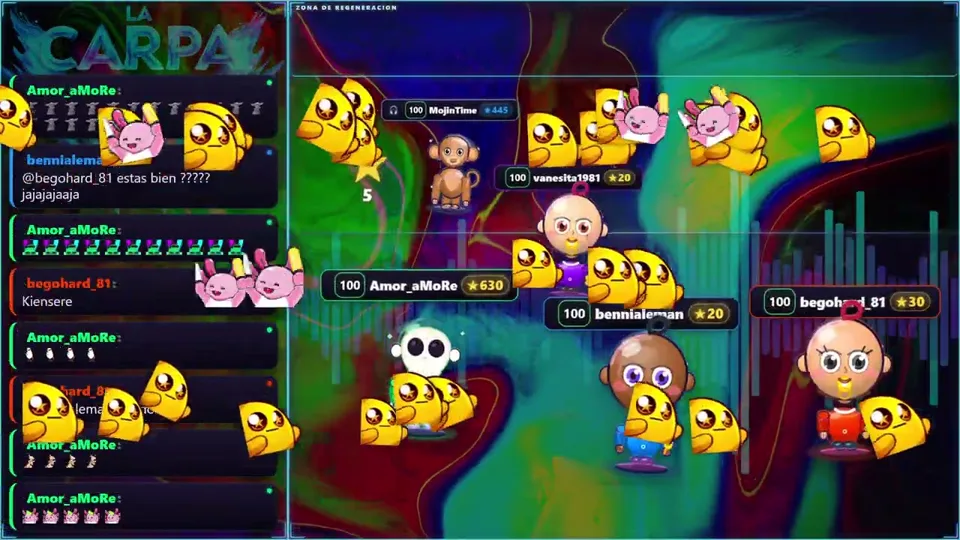 LA
CARPA
ZONA DE REGENERACION
Amor_aMoRe:
bennialema
@begohard_81 estas bien ?????
jajajajaaja
Amor_aMoRe:
begohard_81:
Kiensere
Amor_aMoRe:
Amor_aMoRe:
Amor_aMoRe:
100 MojinTime ★445
5
100 vanesita1981 ★20
100 Amor_aMoRe ★630
100 bennialeman ★20
100 begohard_81 ★30